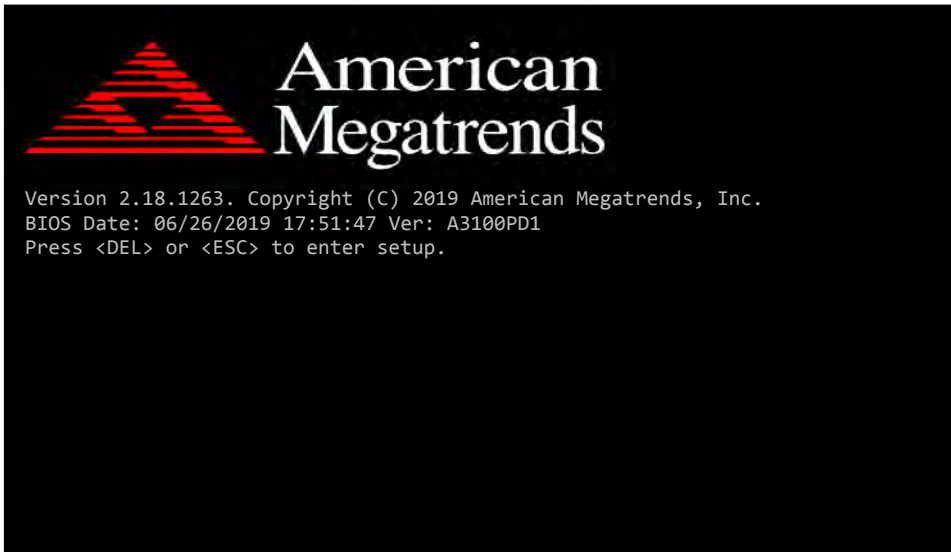 American
Megatrends
Version 2.18.1263. Copyright (C) 2019 American Megatrends, Inc.
BIOS Date: 06/26/2019 17:51:47 Ver: A3100PD1
Press <DEL> or <ESC> to enter setup.